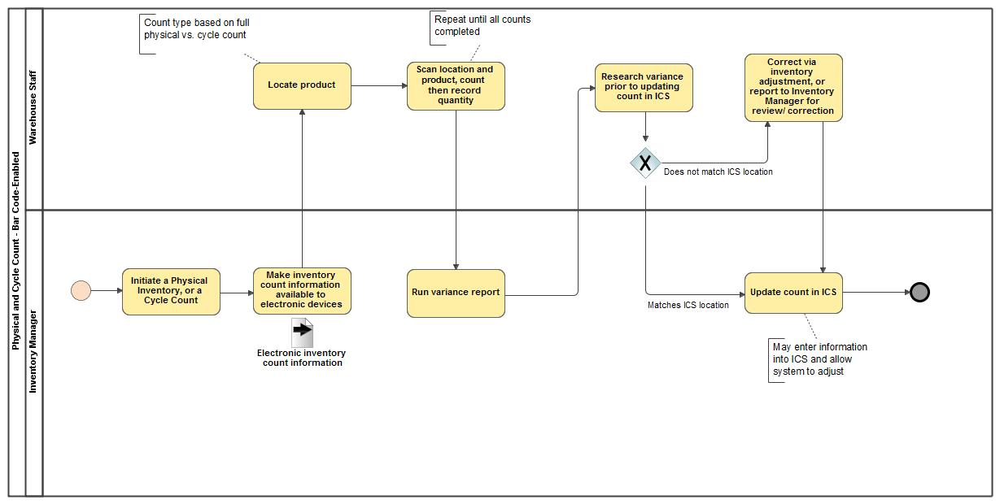 Physical and Cycle Count - Bar Code-Enabled
Warehouse Staff
Count type based on full
physical vs. cycle count
Locate product
Repeat until all counts
completed
Scan location and
product, count
then record
quantity
Research variance
prior to updating
count in ICS
X
Does not match ICS location
Correct via
inventory
adjustment, or
report to Inventory
Manager for
review/ correction
Inventory Manager
Initiate a Physical
Inventory, or a
Cycle Count
Make inventory
count information
available to
electronic devices
Electronic inventory
count information
Run variance report
Matches ICS location
Update count in ICS
May enter information
into ICS and allow
system to adjust